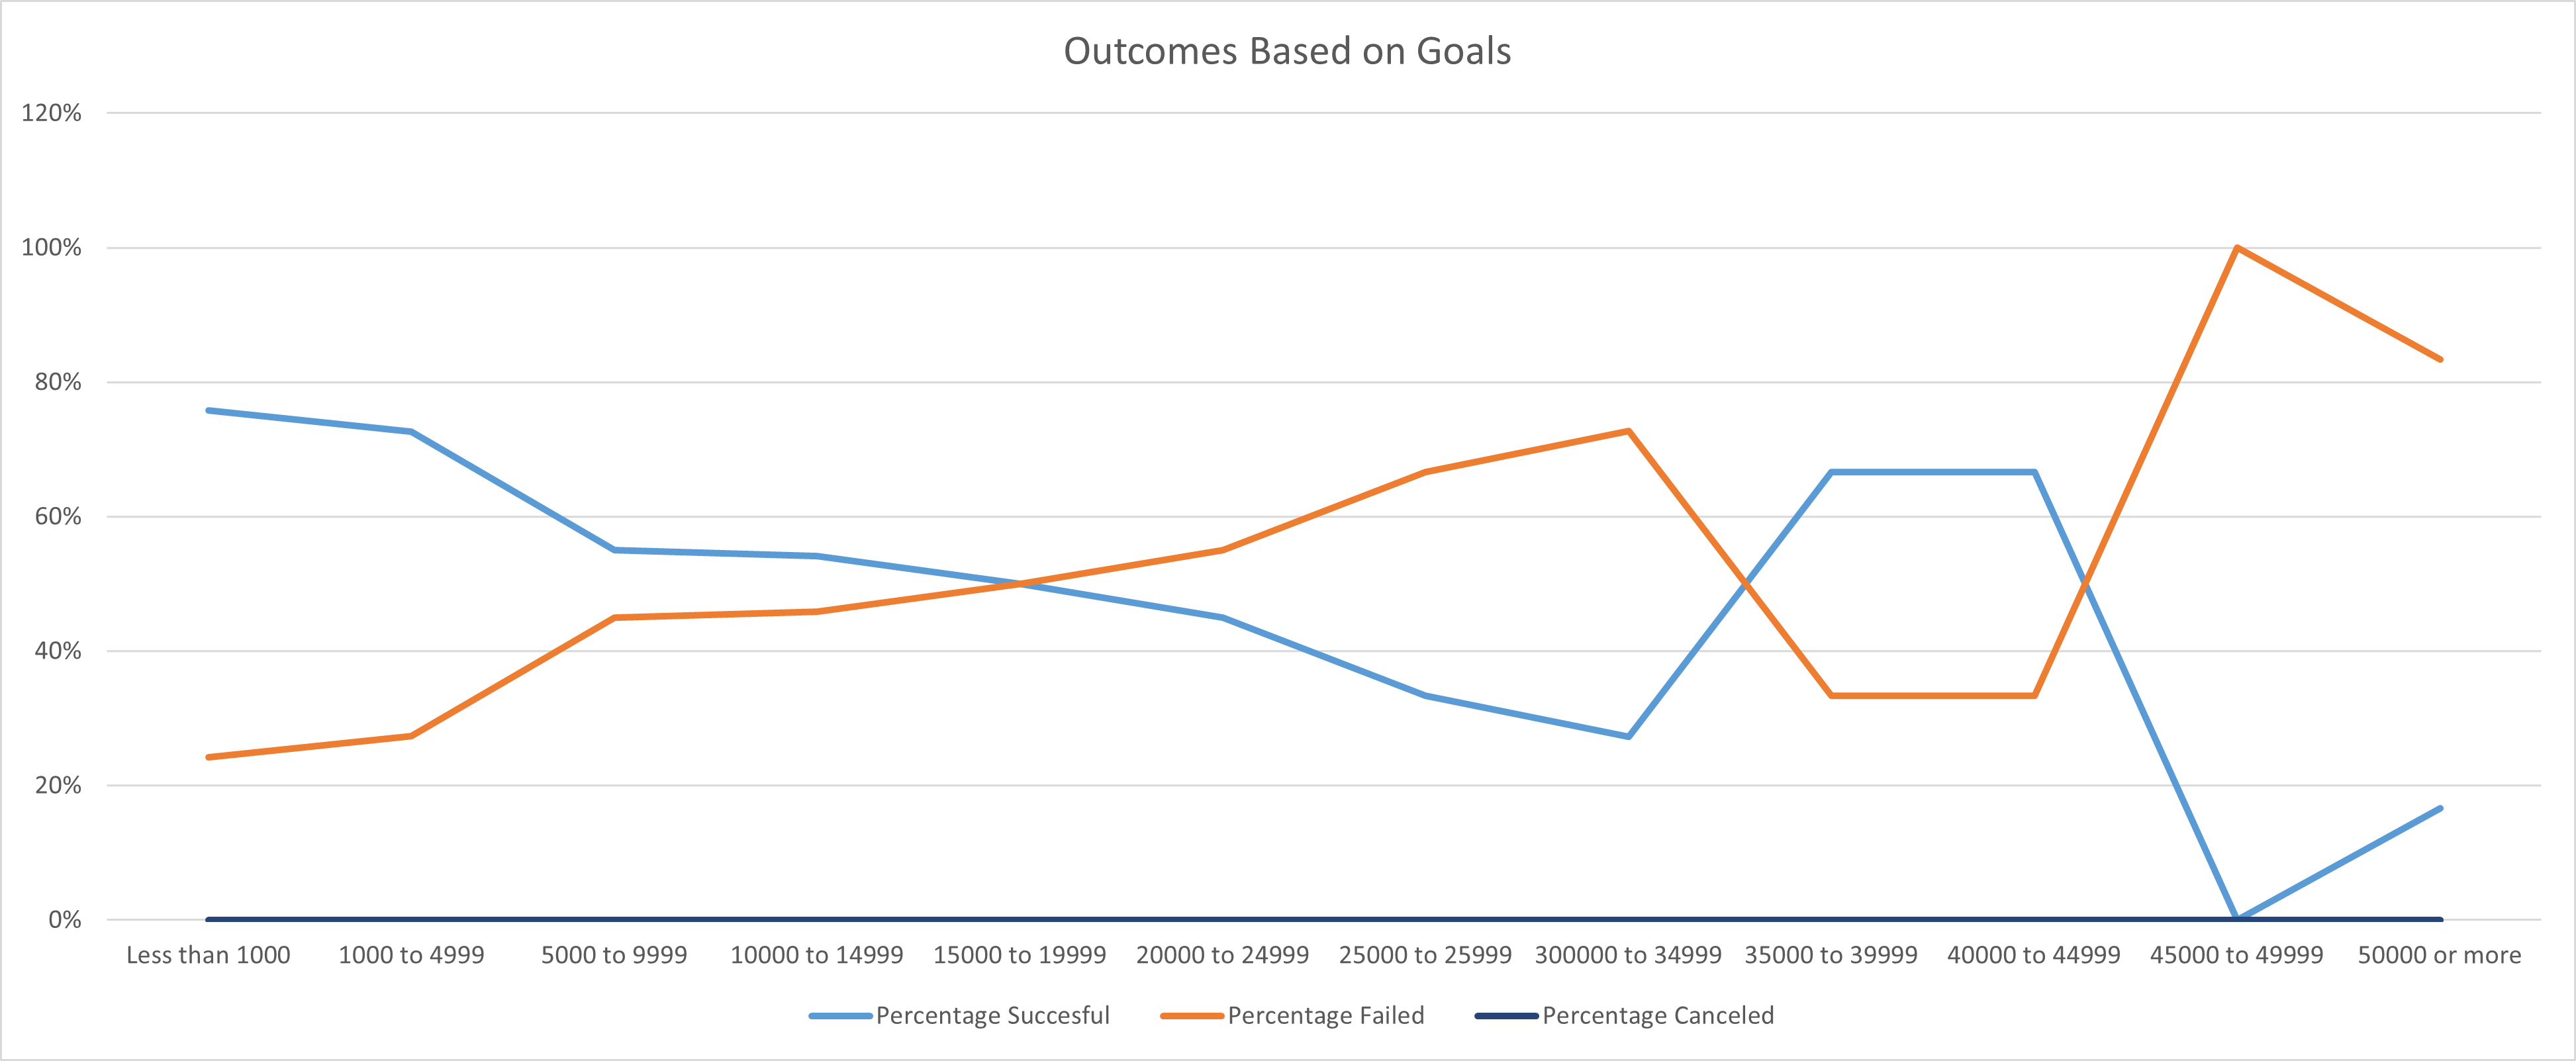 Outcomes Based on Goals
120%
100%
80%
60%
40%
20%
0%
Less than 1000 1000 to 4999 5000 to 9999 10000 to 14999 15000 to 19999 20000 to 24999 25000 to 25999 300000 to 34999 35000 to 39999 40000 to 44999 45000 to 49999 50000 or more
Percentage Succesful Percentage Failed Percentage Canceled